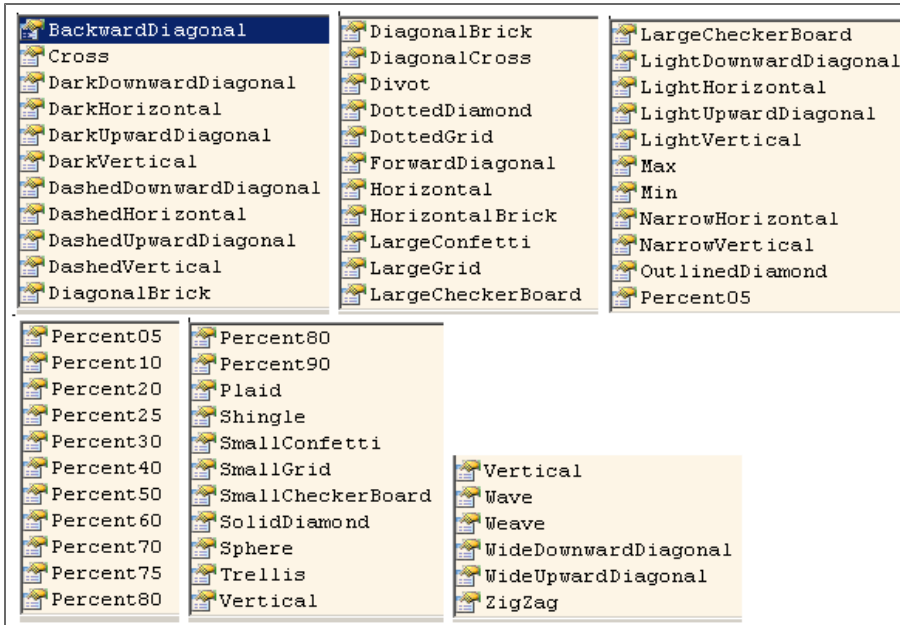 BackwardDiagonal
Cross
DarkDownwardDiagonal
DarkHorizontal
DarkUpwardDiagonal
DarkVertical
DashedDownwardDiagonal
DashedHorizontal
DashedUpwardDiagonal
DashedVertical
DiagonalBrick
DiagonalBrick
DiagonalCross
Divot
DottedDiamond
DottedGrid
ForwardDiagonal
Horizontal
HorizontalBrick
LargeConfetti
LargeGrid
LargeCheckerBoard
LargeCheckerBoard
LightDownwardDiagonal
LightHorizontal
LightUpwardDiagonal
LightVertical
Max
Min
NarrowHorizontal
NarrowVertical
OutlinedDiamond
Percent05
Percent05
Percent10
Percent20
Percent25
Percent30
Percent40
Percent50
Percent60
Percent70
Percent75
Percent80
Percent80
Percent90
Plaid
Shingle
SmallConfetti
SmallGrid
SmallCheckerBoard
SolidDiamond
Sphere
Trellis
Vertical
Vertical
Wave
Weave
WideDownwardDiagonal
WideUpwardDiagonal
ZigZag